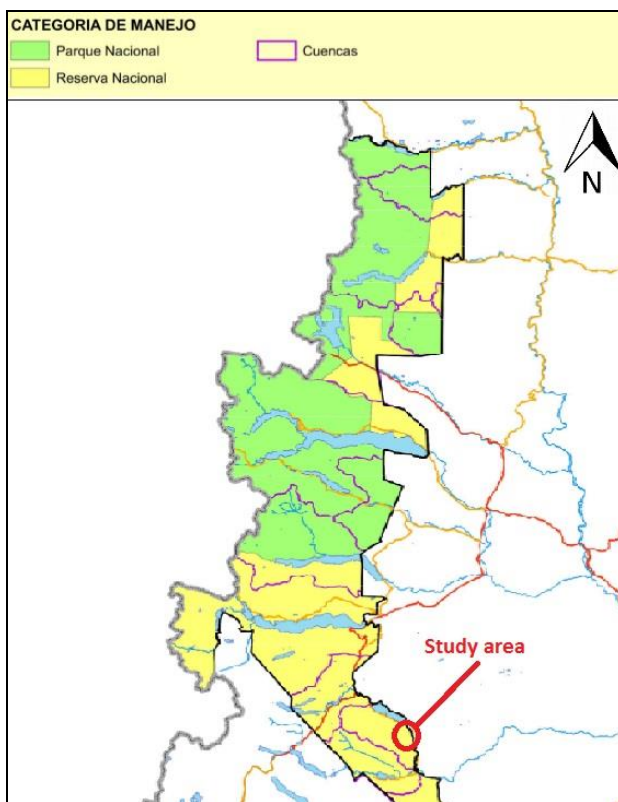 CATEGORIA DE MANEJO
Parque Nacional
Cuencas
Reserva Nacional
N
Study area